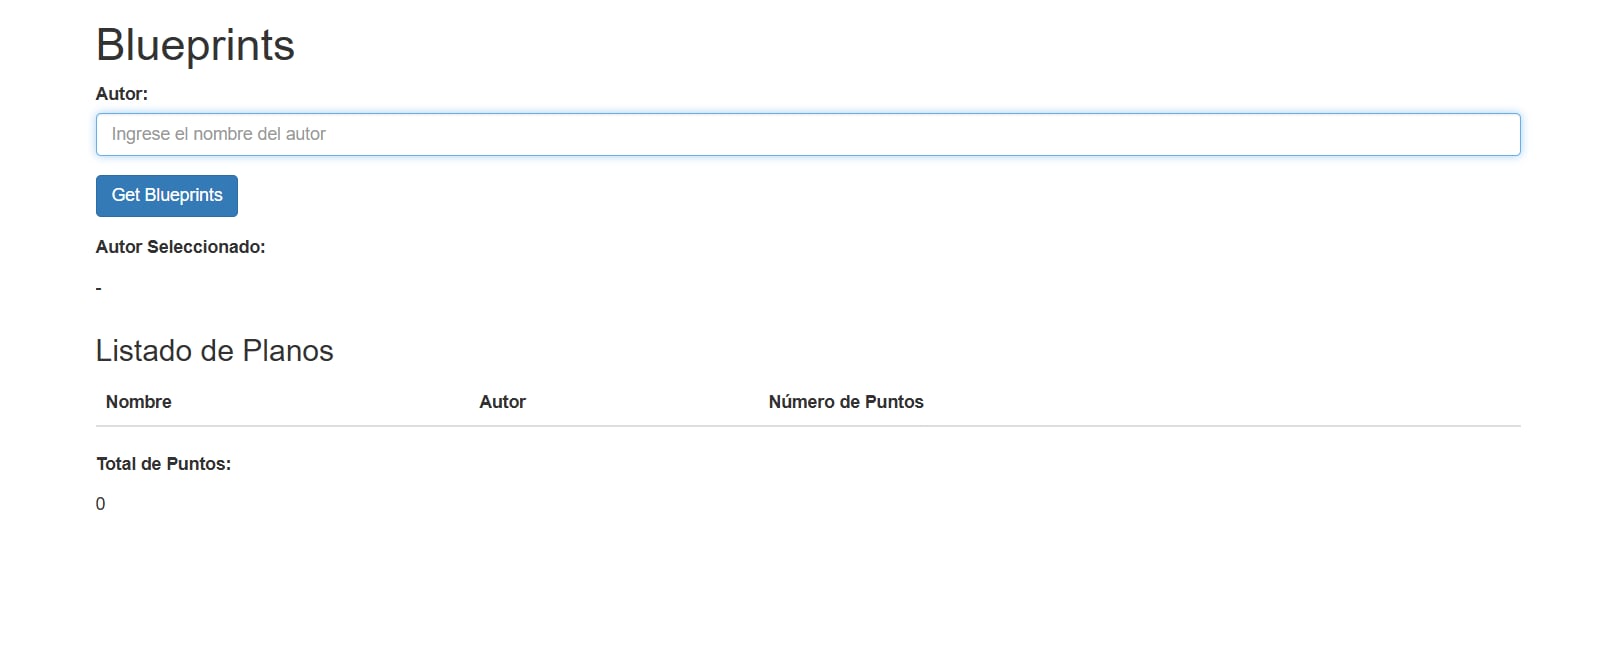 Blueprints
Autor:
Ingrese el nombre del autor
Get Blueprints
Autor Seleccionado:
-
Listado de Planos
Nombre Autor Número de Puntos
Total de Puntos:
0